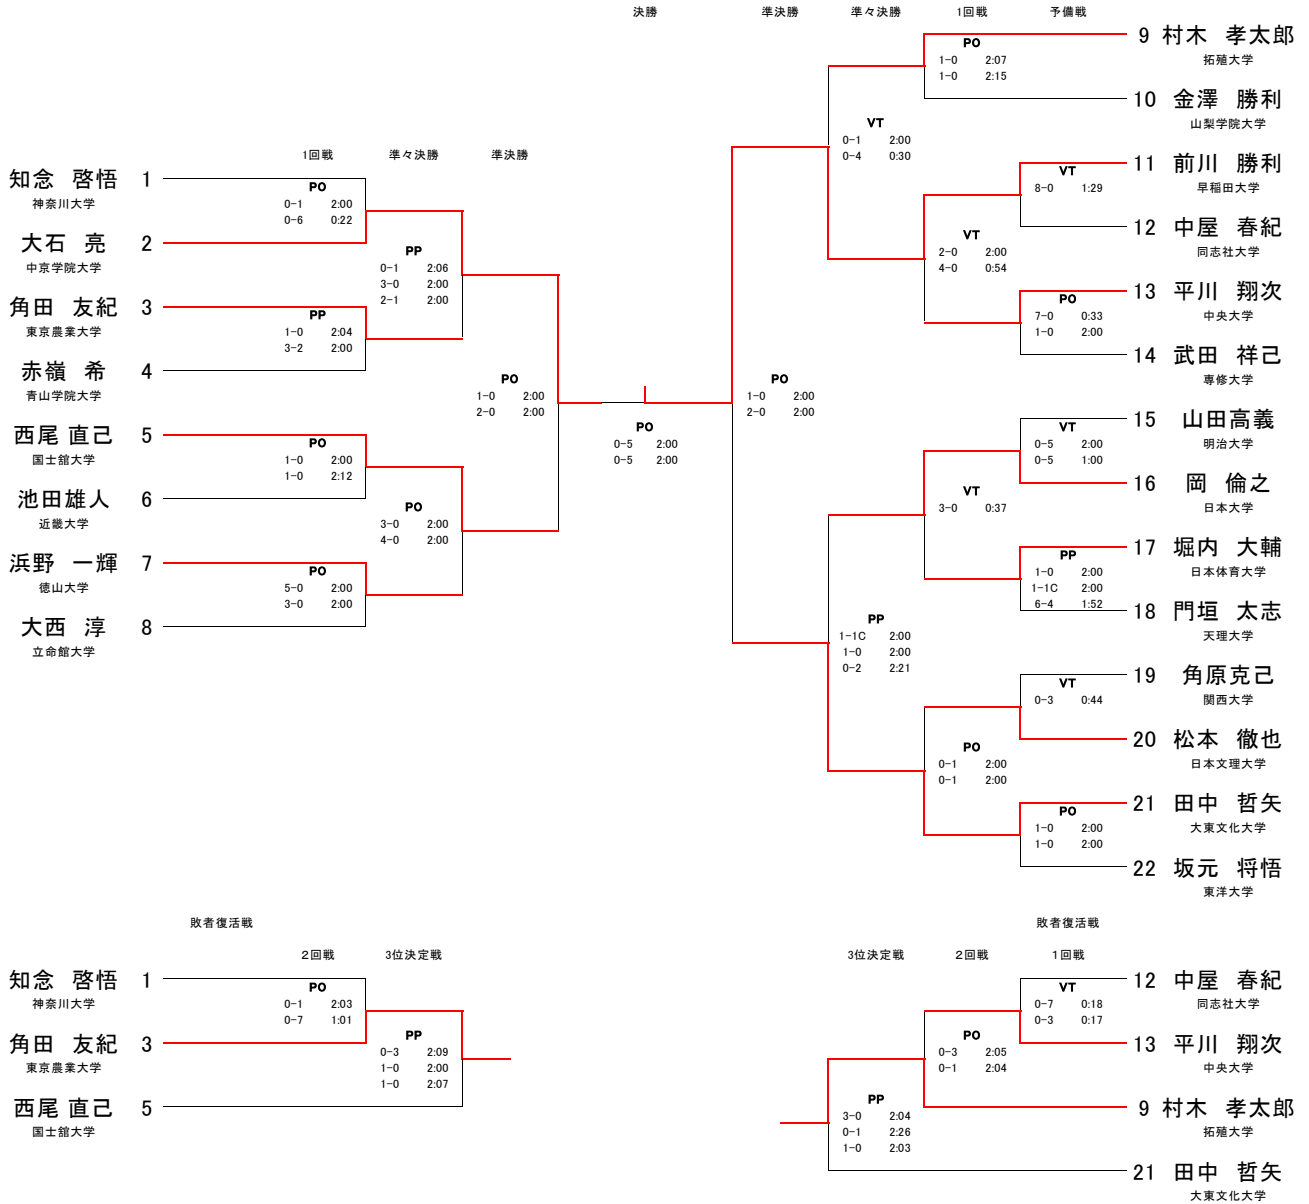 決勝 準決勝 準々決勝 1回戦 予備戦
9 村木 孝太郎
拓殖大学
PO
1-0 2:07
1-0 2:15
10 金澤 勝利
山梨学院大学
VT
0-1 2:00
0-4 0:30
11 前川 勝利
早稲田大学
VT
8-0 1:29
12 中屋 春紀
同志社大学
VT
2-0 2:00
4-0 0:54
13 平川 翔次
中央大学
PO
7-0 0:33
1-0 2:00
14 武田 祥己
専修大学
PO
1-0 2:00
2-0 2:00
15 山田高義
明治大学
VT
0-5 2:00
0-5 1:00
16 岡 倫之
日本大学
VT
3-0 0:37
17 堀内 大輔
日本体育大学
PP
1-0 2:00
1-1C 2:00
6-4 1:52
18 門垣 太志
天理大学
PP
1-1C 2:00
1-0 2:00
0-2 2:21
19 角原克己
関西大学
VT
0-3 0:44
20 松本 徹也
日本文理大学
PO
0-1 2:00
0-1 2:00
21 田中 哲矢
大東文化大学
PO
1-0 2:00
1-0 2:00
22 坂元 将悟
東洋大学
1回戦 準々決勝 準決勝
知念 啓悟 1
神奈川大学
PO
0-1 2:00
0-6 0:22
大石 亮 2
中京学院大学
PP
0-1 2:06
3-0 2:00
2-1 2:00
角田 友紀 3
東京農業大学
PP
1-0 2:04
3-2 2:00
赤嶺 希 4
青山学院大学
PO
1-0 2:00
2-0 2:00
PO
0-5 2:00
0-5 2:00
西尾 直己 5
国士舘大学
PO
1-0 2:00
1-0 2:12
池田雄人 6
近畿大学
PO
3-0 2:00
4-0 2:00
浜野 一輝 7
徳山大学
PO
5-0 2:00
3-0 2:00
大西 淳 8
立命館大学
敗者復活戦
2回戦 3位決定戦
知念 啓悟 1
神奈川大学
PO
0-1 2:03
0-7 1:01
角田 友紀 3
東京農業大学
PP
0-3 2:09
1-0 2:00
1-0 2:07
西尾 直己 5
国士舘大学
敗者復活戦
3位決定戦 2回戦 1回戦
12 中屋 春紀
同志社大学
VT
0-7 0:18
0-3 0:17
13 平川 翔次
中央大学
PO
0-3 2:05
0-1 2:04
9 村木 孝太郎
拓殖大学
PP
3-0 2:04
0-1 2:26
1-0 2:03
21 田中 哲矢
大東文化大学